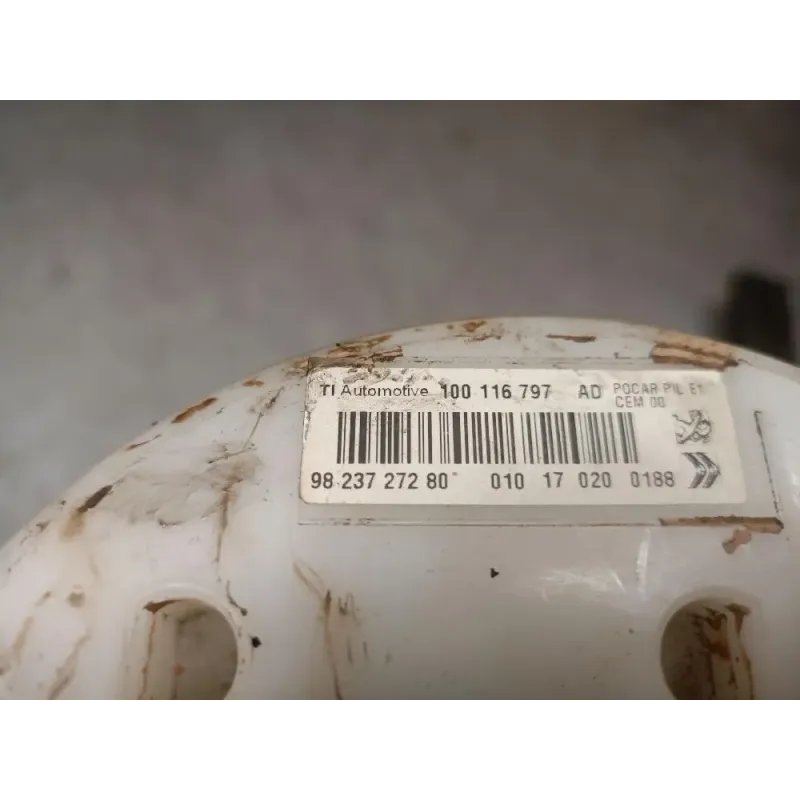 TI Automotive 100 116 797 AD POCAR PIL E1
CEM 00
98 237 272 80 010 17 020 0188